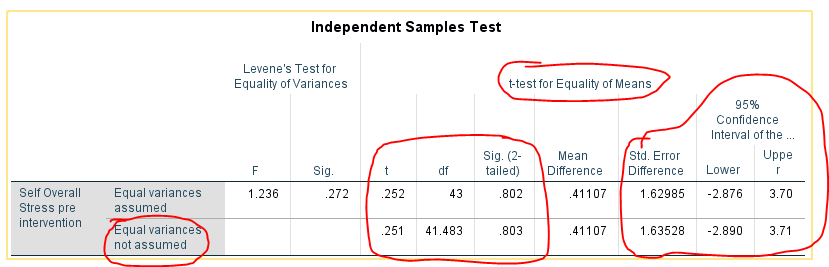 Independent Samples Test
Levene's Test for
Equality of Variances
t-test for Equality of Means
95%
Confidence
Interval of the ...
F Sig. t df Sig. (2-
tailed) Mean
Difference Std. Error
Difference Lower Uppe
r
Self Overall
Stress pre
intervention Equal variances
assumed 1.236 .272 .252 43 .802 .41107 1.62985 -2.876 3.70
Equal variances
not assumed .251 41.483 .803 .41107 1.63528 -2.890 3.71